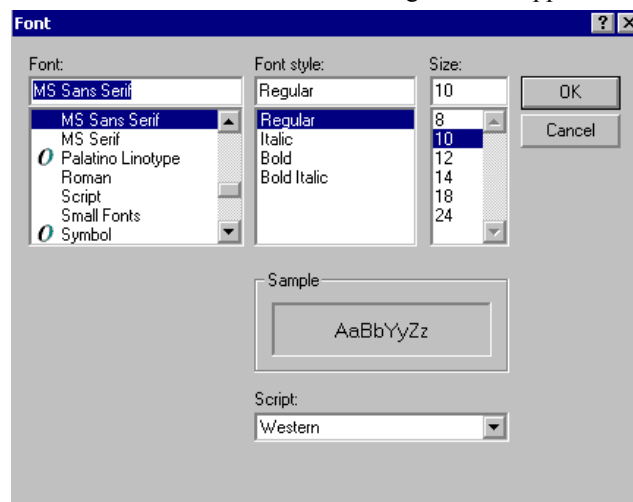 Font
Font:
MS Sans Serif
MS Sans Serif
MS Serif
Palatino Linotype
Roman
Script
Small Fonts
Symbol
Font style:
Regular
Regular
Italic
Bold
Bold Italic
Size:
10
8
10
12
14
18
24
OK
Cancel
Sample
AaBbYyZz
Script:
Western